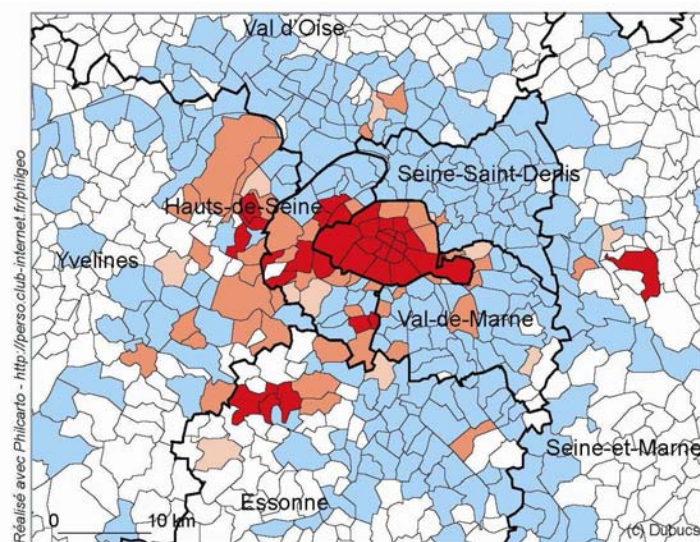 Val d'Oise
Seine-Saint-Denis
Hauts-de-Seine
Yvelines
Val-de-Marne
Seine-et-Marne
Essonne
0 10 km
(c) Dubucs
Réalisé avec Philcarto - http://perso.club-internet.fr/philgeo